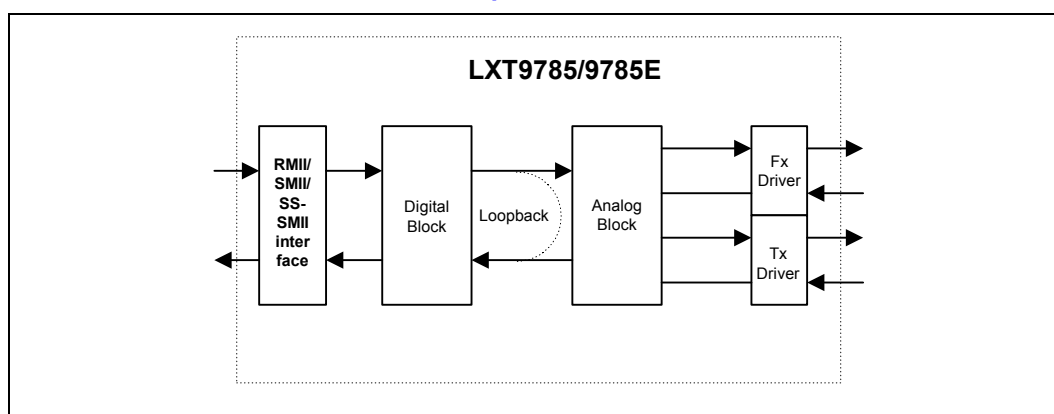 LXT9785/9785E
RMII/
SMII/
SS-
SMII
inter
face
Digital
Block
Loopback
Analog
Block
Fx
Driver
Tx
Driver